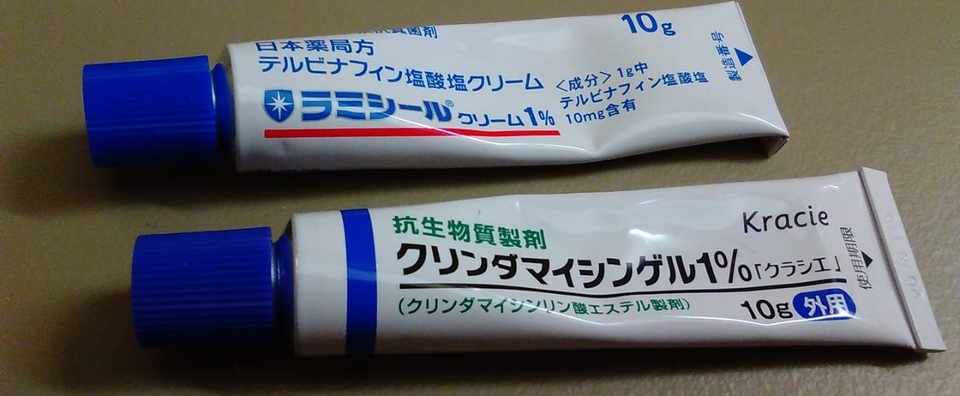 菌剤
10g
日本薬局方
テルビナフィン塩酸塩クリーム
ラミシール® クリーム1%
〈成分〉1g中
テルビナフィン塩酸塩
10mg含有
製造番号
抗生物質製剤
クリンダマイシンゲル1%「クラシエ」
(クリンダマイシンリン酸エステル製剤)
Kracie
10g 外用
使用期限